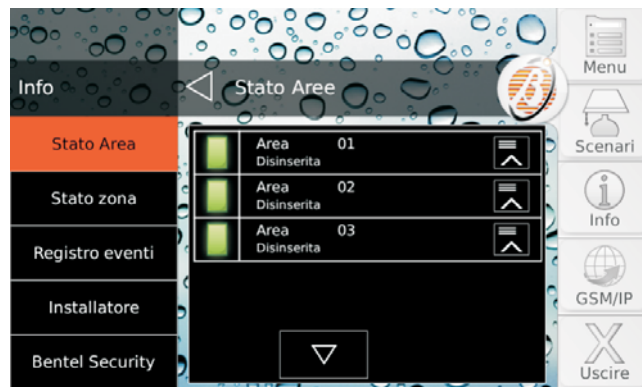 Info
Stato Aree
Menu
Stato Area
Area 01
Disinserita
Scenari
Stato zona
Area 02
Disinserita
Info
Registro eventi
Area 03
Disinserita
GSM/IP
Installatore
Bentel Security
Uscire
B